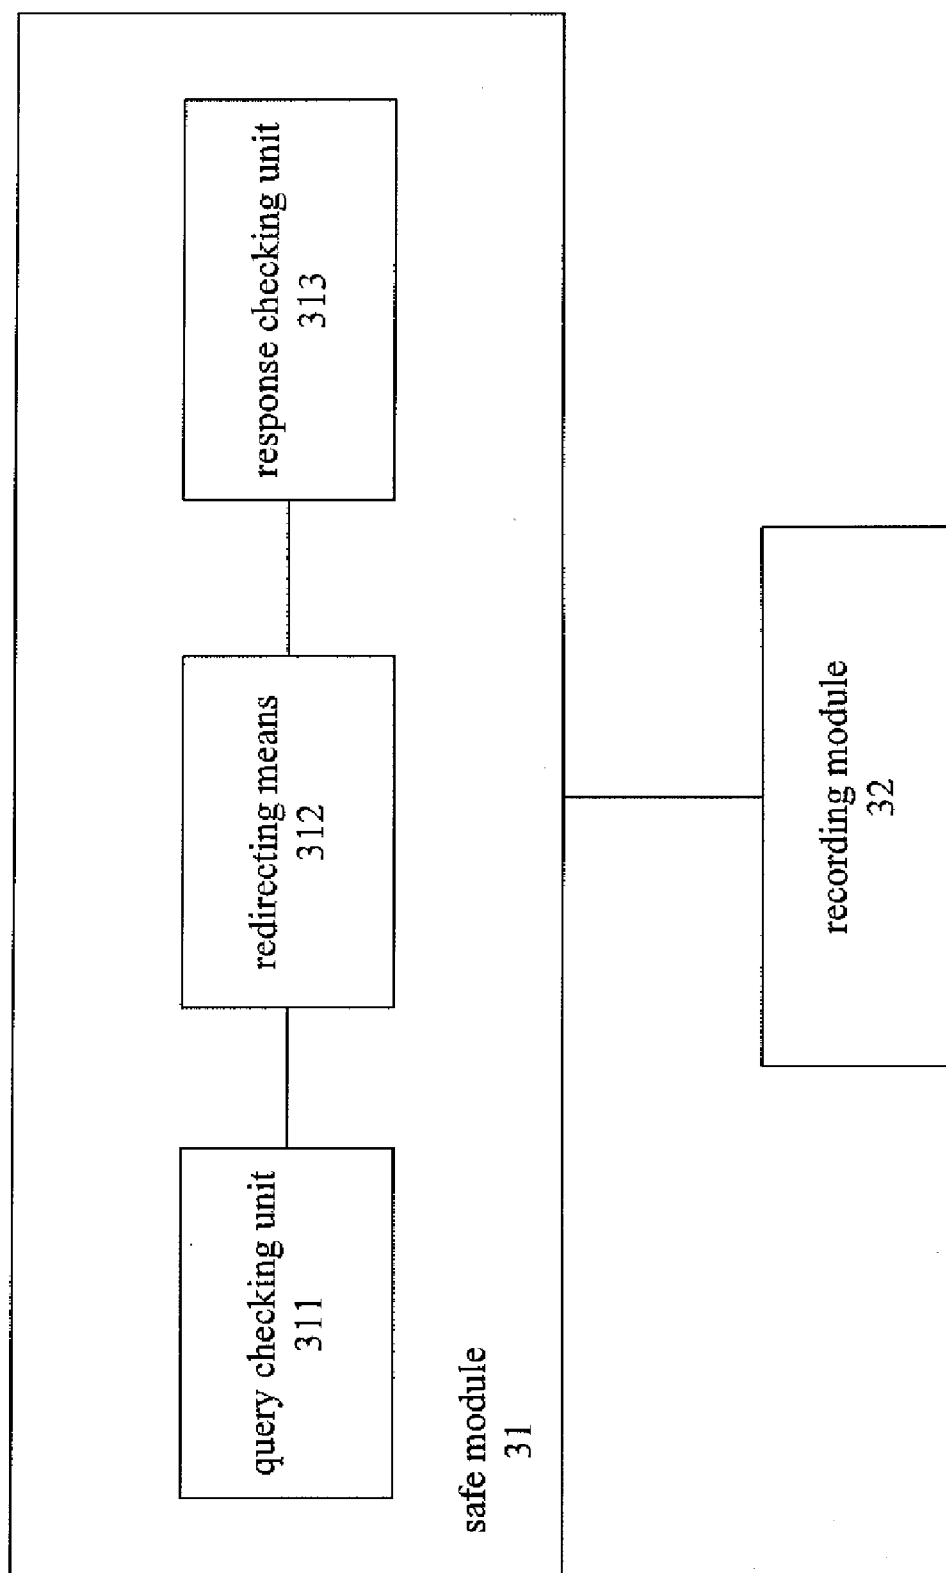 query checking unit
311
redirecting means
312
response checking unit
313
safe module
31
recording module
32